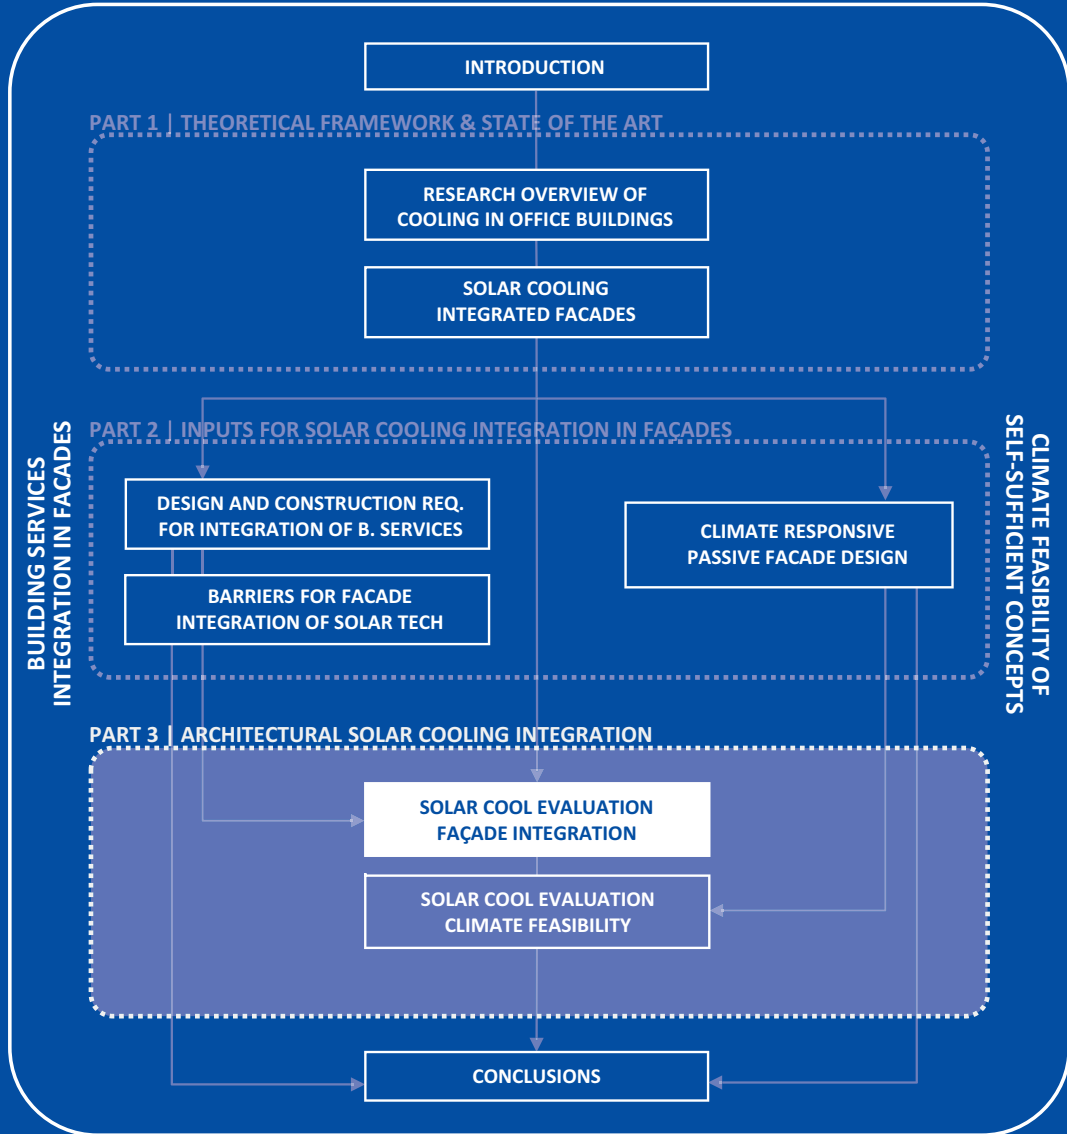 INTRODUCTION
PART 1 | THEORETICAL FRAMEWORK & STATE OF THE ART
RESEARCH OVERVIEW OF
COOLING IN OFFICE BUILDINGS
SOLAR COOLING
INTEGRATED FACADES
BUILDING SERVICES
INTEGRATION IN FACADES
PART 2 | INPUTS FOR SOLAR COOLING INTEGRATION IN FAÇADES
DESIGN AND CONSTRUCTION REQ.
FOR INTEGRATION OF B. SERVICES
BARRIERS FOR FACADE
INTEGRATION OF SOLAR TECH
CLIMATE RESPONSIVE
PASSIVE FACADE DESIGN
CLIMATE FEASIBILITY OF
SELF-SUFFICIENT CONCEPTS
PART 3 | ARCHITECTURAL SOLAR COOLING INTEGRATION
SOLAR COOL EVALUATION
FAÇADE INTEGRATION
SOLAR COOL EVALUATION
CLIMATE FEASIBILITY
CONCLUSIONS